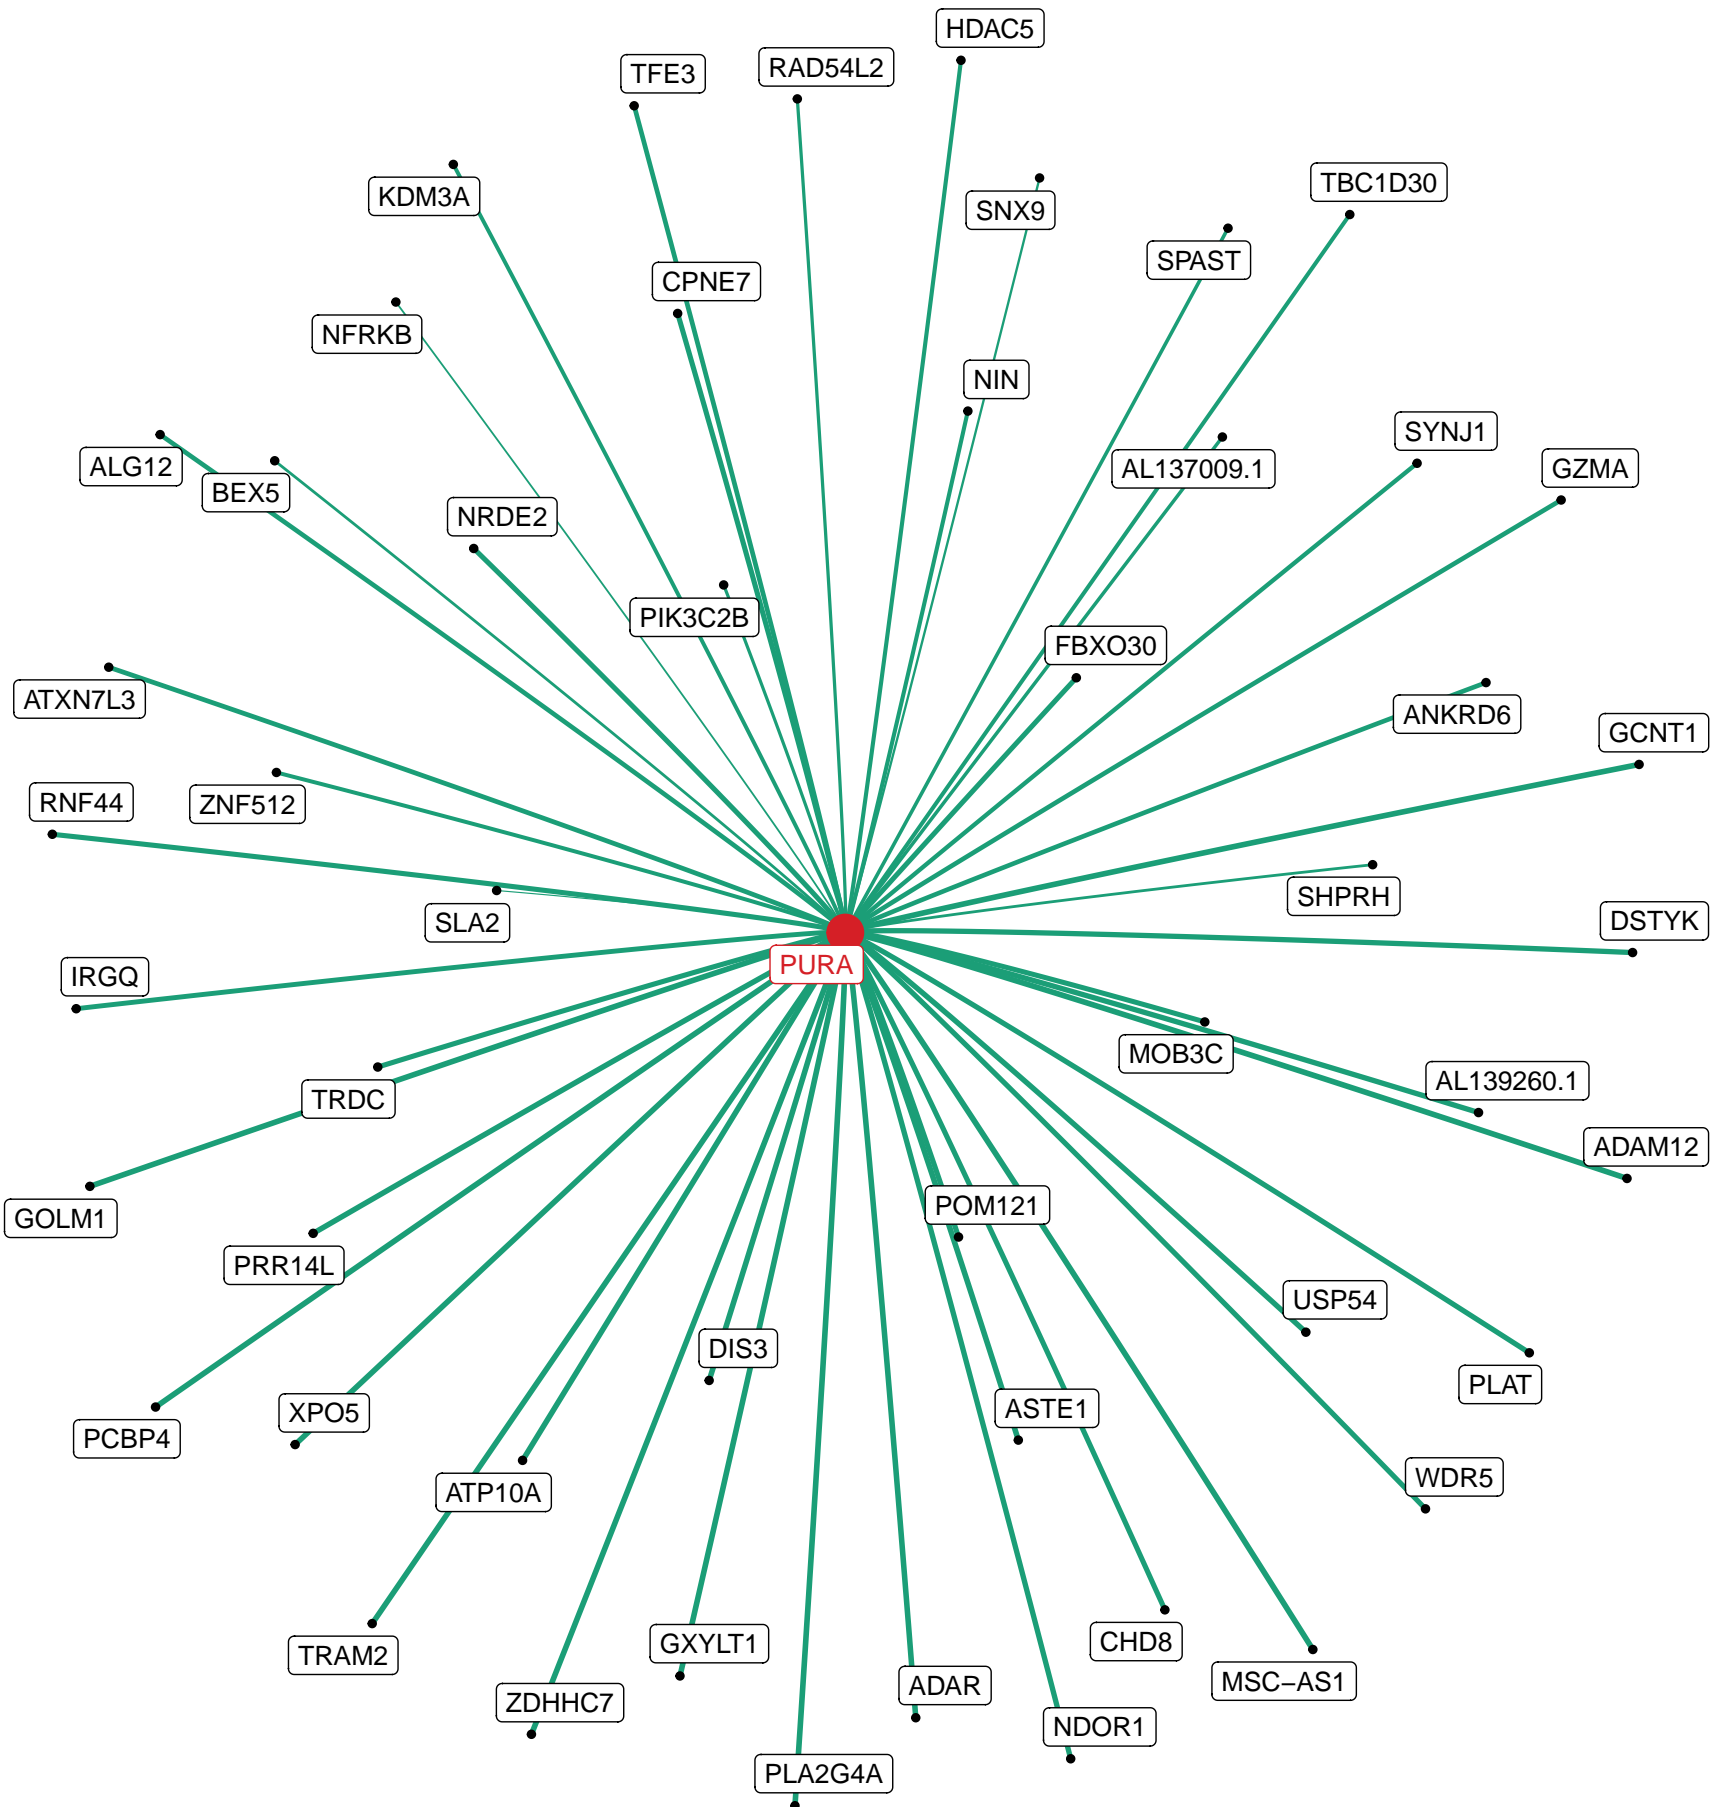 HDAC5
RAD54L2
TFE3
TBC1D30
KDM3A
SNX9
SPAST
CPNE7
NFRKB
NIN
SYNJ1
ALG12
AL137009.1
GZMA
BEX5
NRDE2
PIK3C2B
FBXO30
ATXN7L3
ANKRD6
GCNT1
RNF44
ZNF512
SHPRH
SLA2
DSTYK
PURA
IRGQ
MOB3C
AL139260.1
TRDC
ADAM12
POM121
GOLM1
PRR14L
USP54
DIS3
PLAT
ASTE1
XPO5
PCBP4
WDR5
ATP10A
CHD8
GXYLT1
TRAM2
MSC−AS1
ADAR
ZDHHC7
NDOR1
PLA2G4A